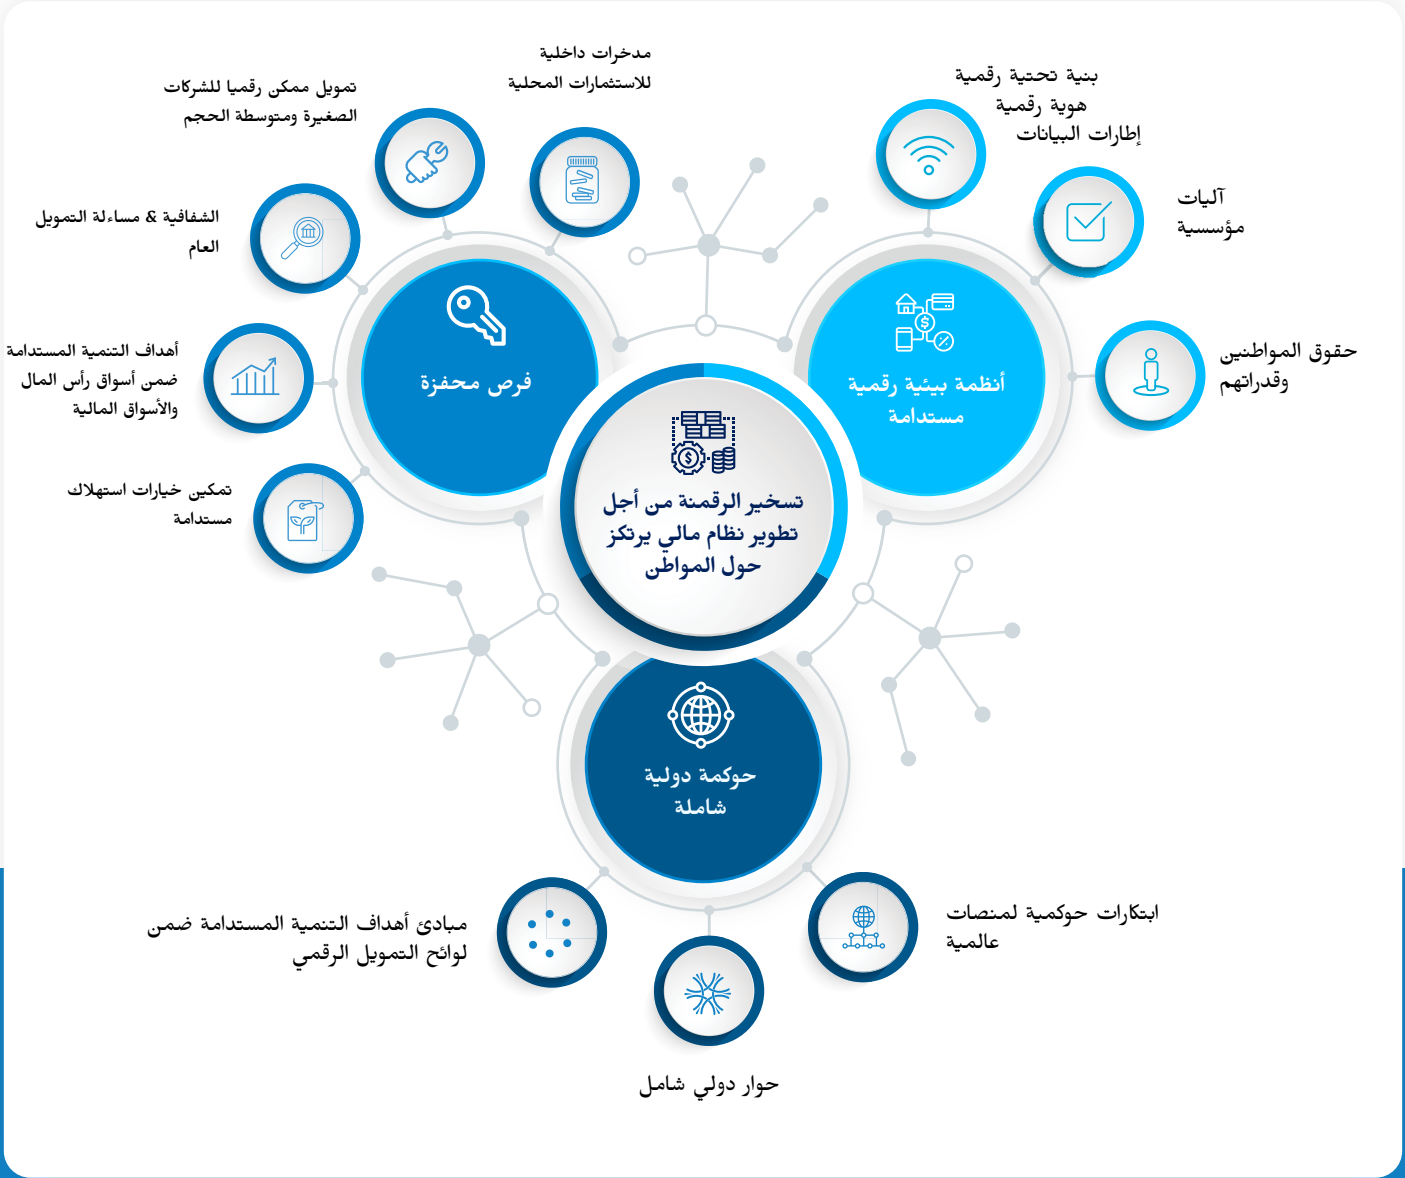 مدخرات داخلية
للاستثمارات المحلية
تمويل ممكن رقميا للشركات
الصغيرة ومتوسطة الحجم
الشفافية & مساءلة التمويل
العام
أهداف التنمية المستدامة
ضمن أسواق رأس المال
والأسواق المالية
تمكين خيارات استهلاك
مستدامة
فرص محفزة
بنية تحتية رقمية
هوية رقمية
إطارات البيانات
آليات
مؤسسية
حقوق المواطنين
وقدراتهم
أنظمة بيئية رقمية
مستدامة
تسخير الرقمنة من أجل
تطوير نظام مالي يرتكز
حول المواطن
حوكمة دولية
شاملة
ابتكارات حوكمية لمنصات
عالمية
مبادئ أهداف التنمية المستدامة ضمن
لوائح التمويل الرقمي
حوار دولي شامل